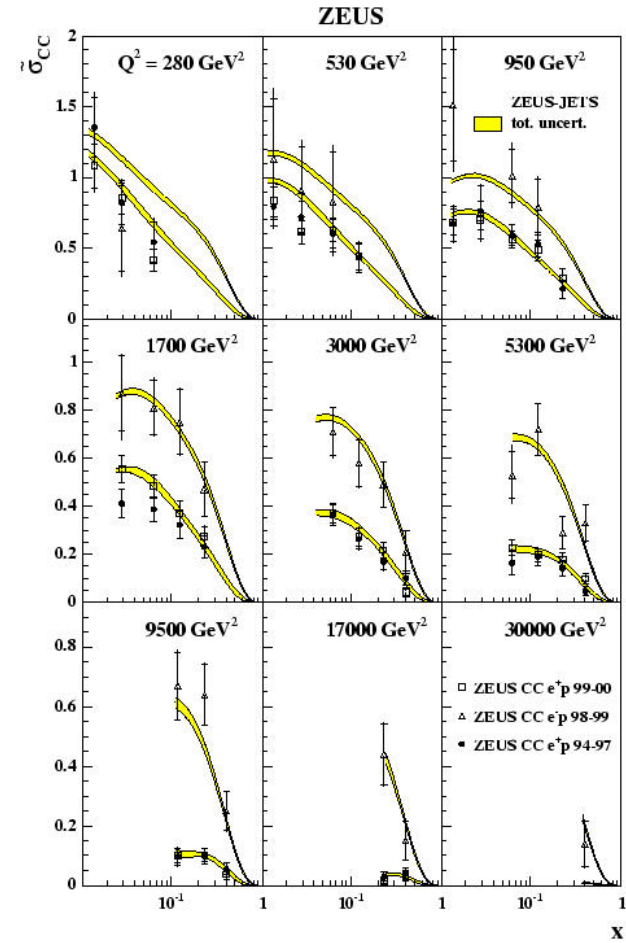 ZEUS
σ̃CC
Q² = 280 GeV²
530 GeV²
950 GeV²
ZEUS-JETS
tot. uncert.
2
1.5
1
0.5
0
1700 GeV²
3000 GeV²
5300 GeV²
1
0.8
0.6
0.4
0.2
0
9500 GeV²
17000 GeV²
30000 GeV²
0.8
0.6
0.4
0.2
0
ZEUS CC e⁺p 99-00
ZEUS CC e⁻p 98-99
ZEUS CC e⁺p 94-97
10⁻¹
1
10⁻¹
1
10⁻¹
1
x